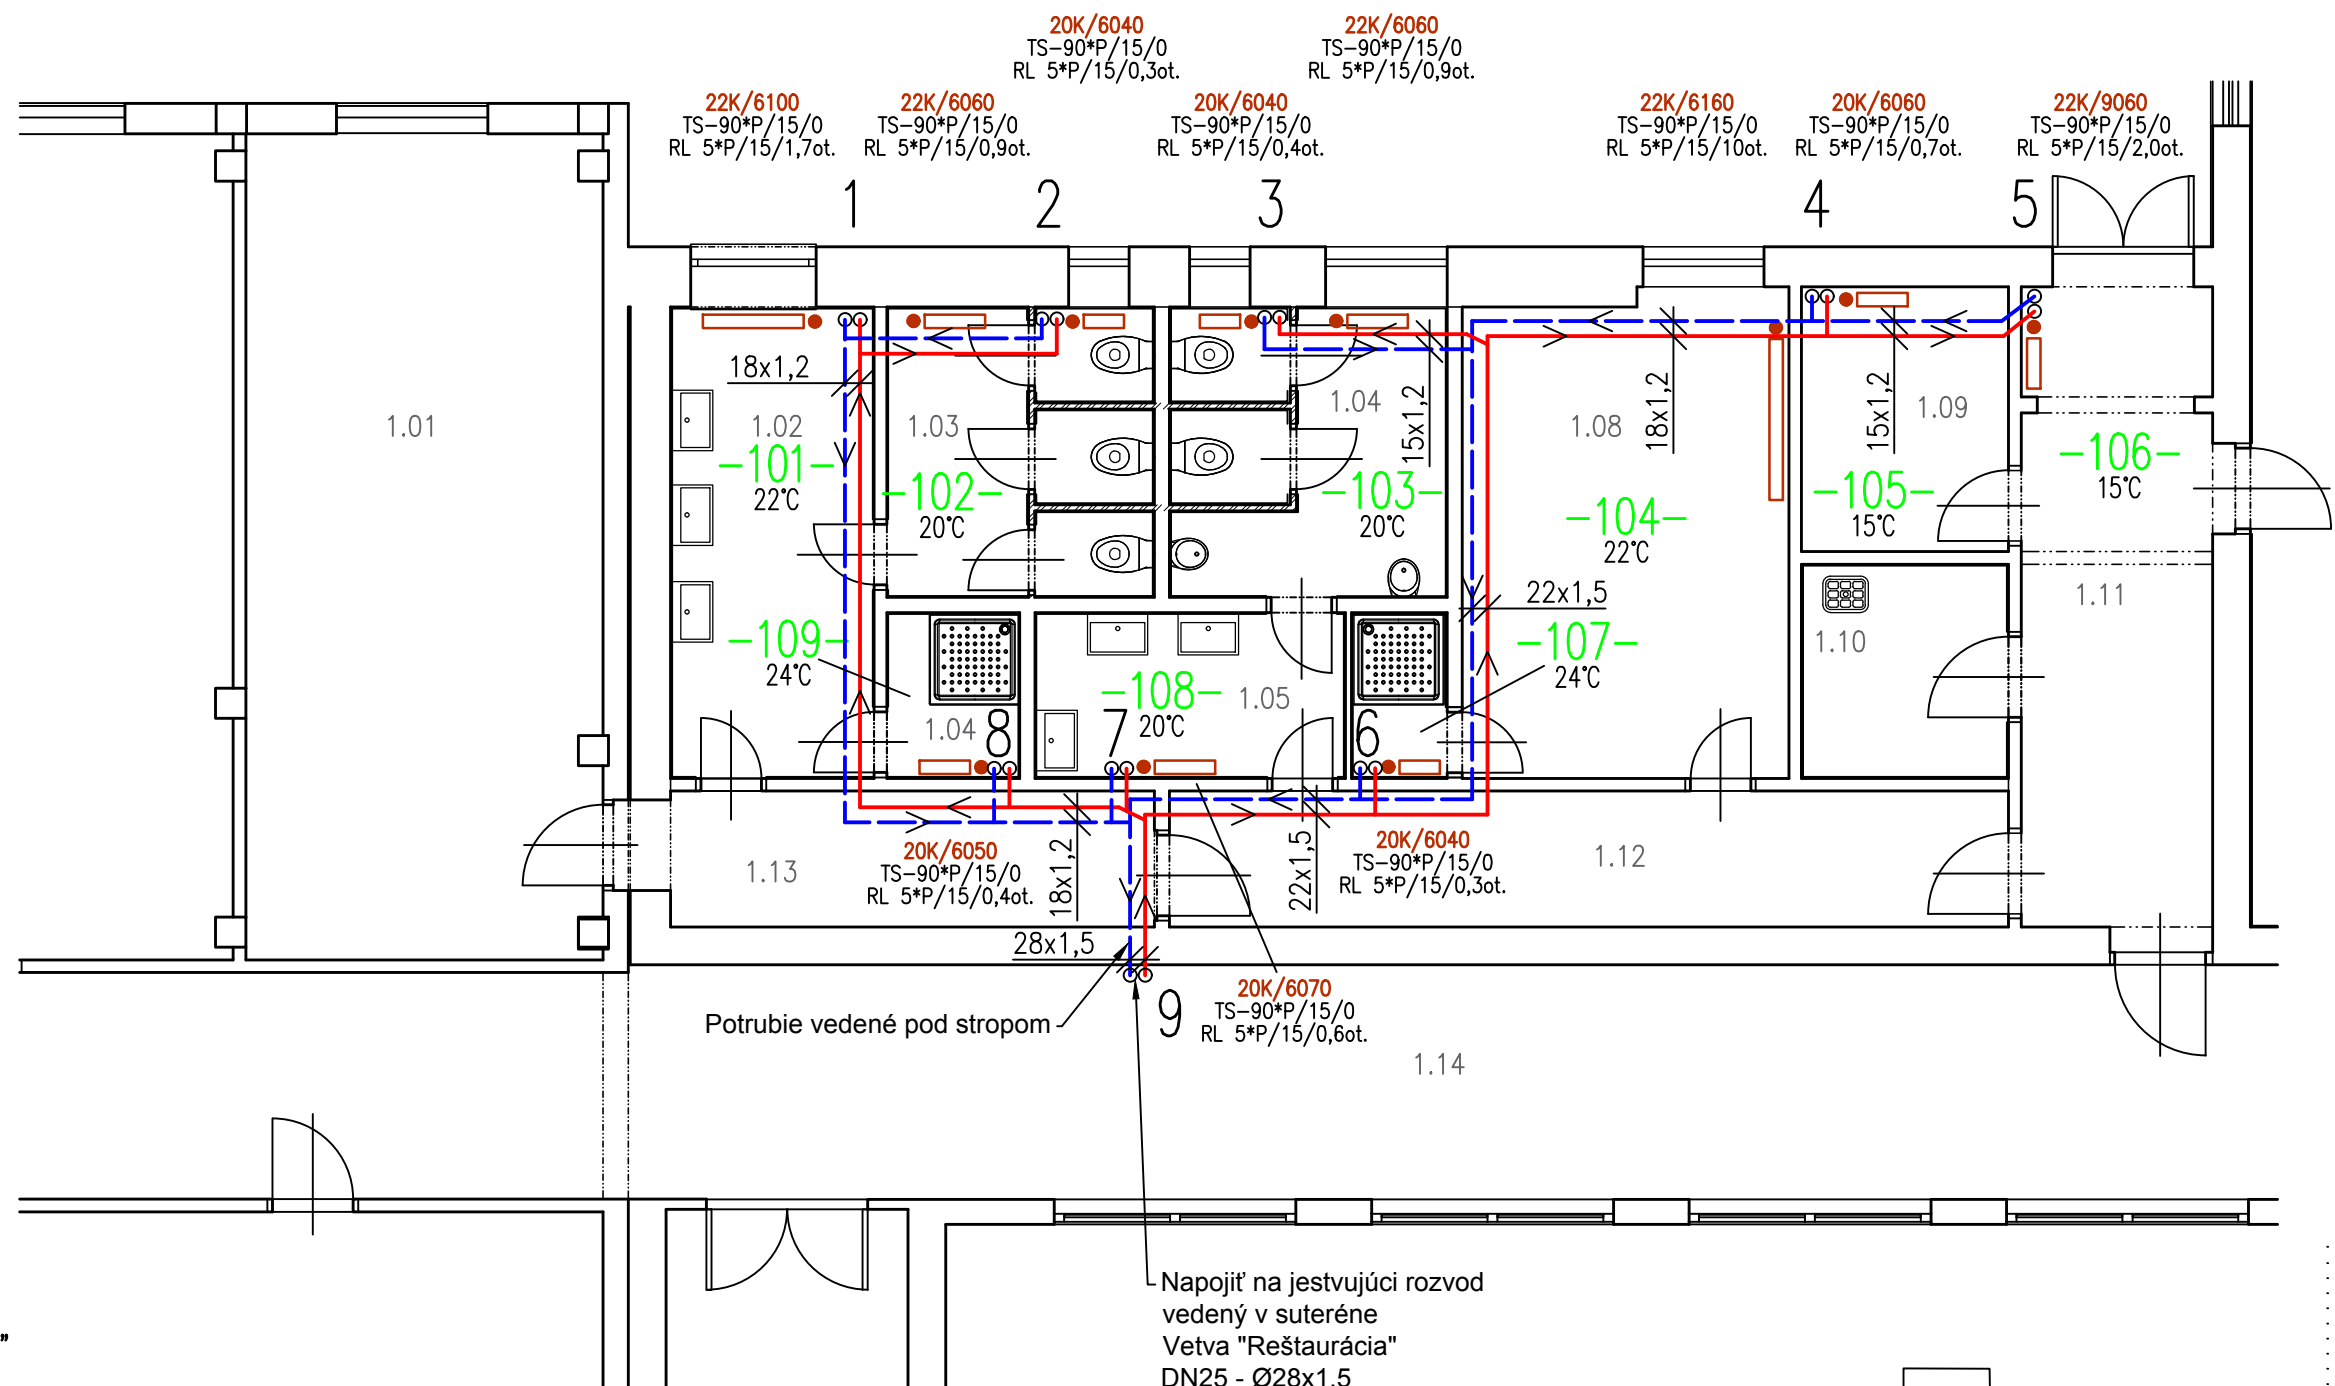 20K/6040
TS-90*P/15/0
RL 5*P/15/0,3ot.
22K/6060
TS-90*P/15/0
RL 5*P/15/0,9ot.
22K/6100
TS-90*P/15/0
RL 5*P/15/1,7ot.
22K/6060
TS-90*P/15/0
RL 5*P/15/0,9ot.
20K/6040
TS-90*P/15/0
RL 5*P/15/0,4ot.
22K/6160
TS-90*P/15/0
RL 5*P/15/10ot.
20K/6060
TS-90*P/15/0
RL 5*P/15/0,7ot.
22K/9060
TS-90*P/15/0
RL 5*P/15/2,0ot.
1
2
3
4
5
18x1,2
15x1,2
18x1,2
15x1,2
1.01
1.02
1.03
1.04
1.08
1.09
-101-
22°C
-102-
20°C
-103-
20°C
-104-
22°C
-105-
15°C
-106-
15°C
22x1,5
1.11
1.10
-109-
24°C
-108-
20°C
1.05
-107-
24°C
1.04
8
7
6
1.13
20K/6050
TS-90*P/15/0
RL 5*P/15/0,4ot.
18x1,2
22x1,5
20K/6040
TS-90*P/15/0
RL 5*P/15/0,3ot.
1.12
28x1,5
9
20K/6070
TS-90*P/15/0
RL 5*P/15/0,6ot.
Potrubie vedené pod stropom
1.14
Napojiť na jestvujúci rozvod
vedený v suteréne
Vetva "Reštaurácia"
DN25 - Ø28x1,5
"